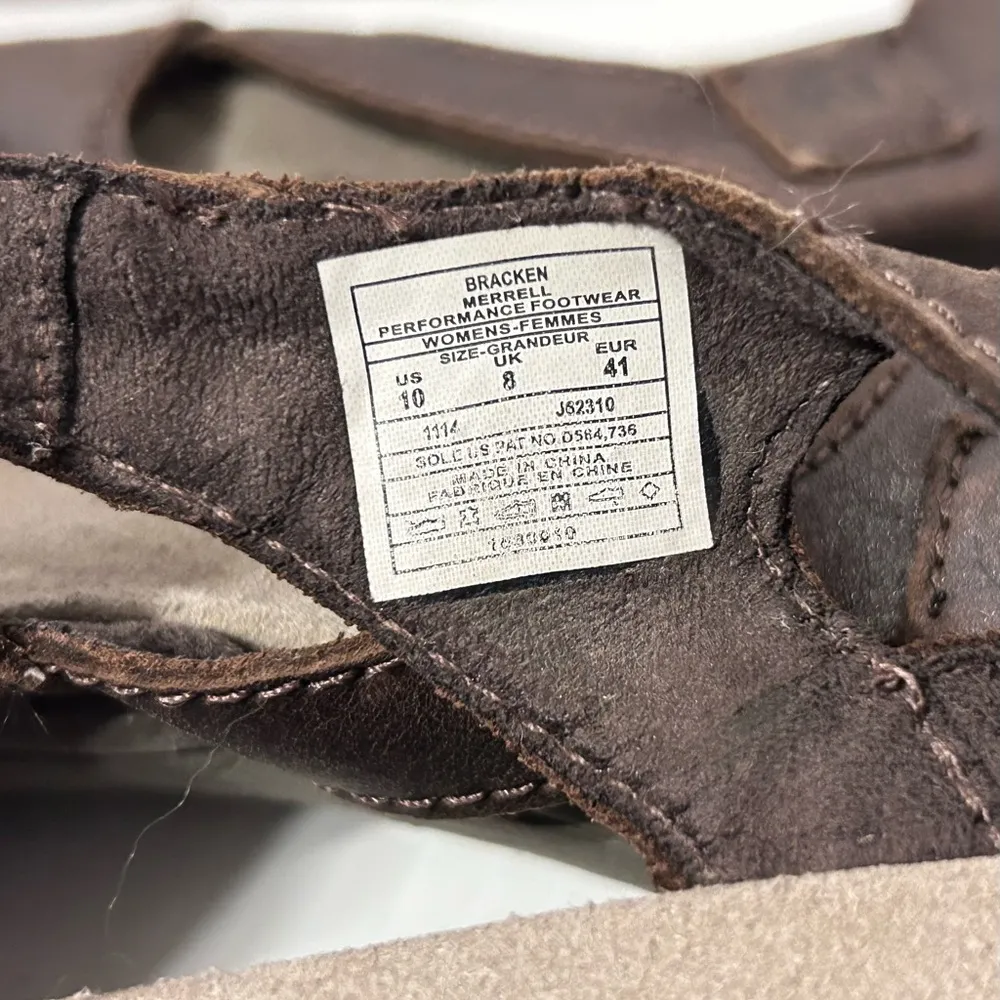 BRACKEN
MERRELL
PERFORMANCE FOOTWEAR
WOMENS-FEMMES
SIZE-GRANDEUR
US UK EUR
10 8 41
1114 J52310
SOLE US PAT NO. D564,736
MADE IN CHINA
FABRIQUE EN CHINE